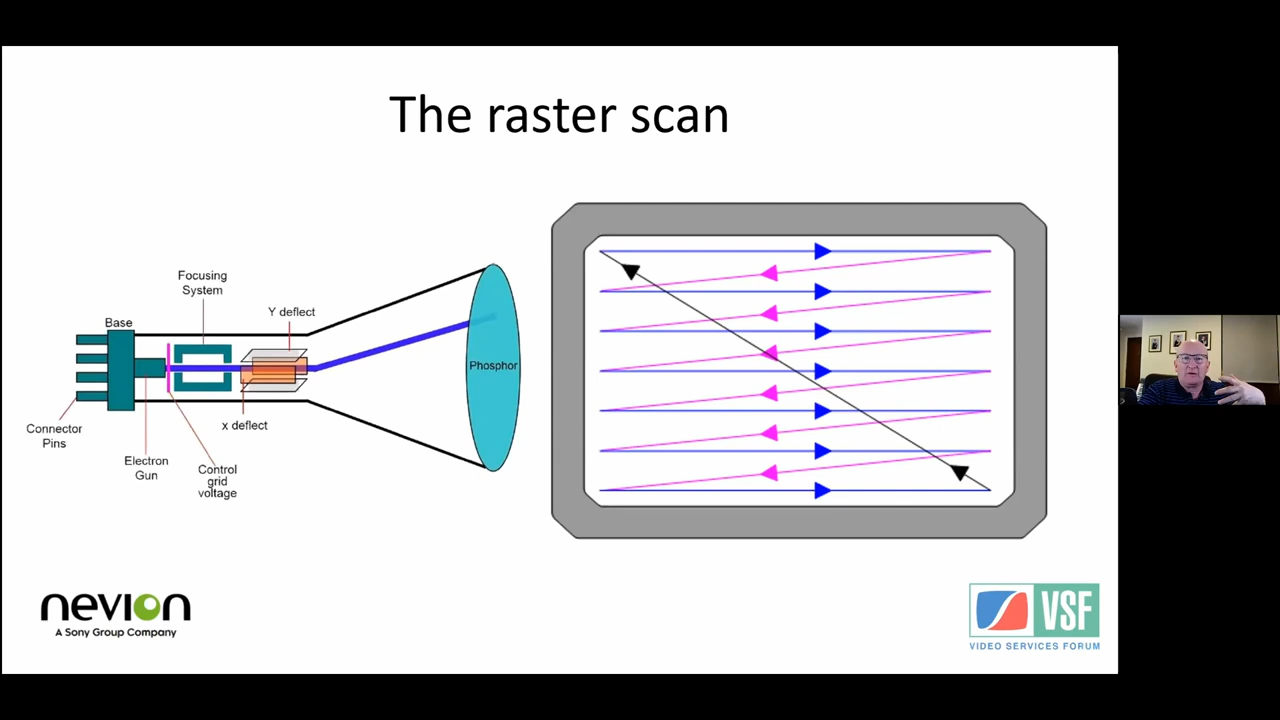 The raster scan
Focusing
System
Y deflect
Base
Phosphor
x deflect
Connector
Pins
Electron
Gun
Control
grid
voltage
nevion
A Sony Group Company
VSF
VIDEO SERVICES FORUM